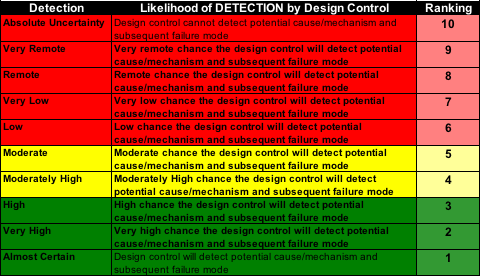 Detection Likelihood of DETECTION by Design Control Ranking
Absolute Uncertainty Design control cannot detect potential cause/mechanism and 10
subsequent failure mode
Very Remote Very remote chance the design control will detect potential 9
cause/mechanism and subsequent failure mode
Remote Remote chance the design control will detect potential 8
cause/mechanism and subsequent failure mode
Very Low Very low chance the design control will detect potential 7
cause/mechanism and subsequent failure mode
Low Low chance the design control will detect potential 6
cause/mechanism and subsequent failure mode
Moderate Moderate chance the design control will detect potential 5
cause/mechanism and subsequent failure mode
Moderately High Moderately High chance the design control will detect 4
potential cause/mechanism and subsequent failure mode
High High chance the design control will detect potential 3
cause/mechanism and subsequent failure mode
Very High Very high chance the design control will detect potential 2
cause/mechanism and subsequent failure mode
Almost Certain Design control will detect potential cause/mechanism and 1
subsequent failure mode